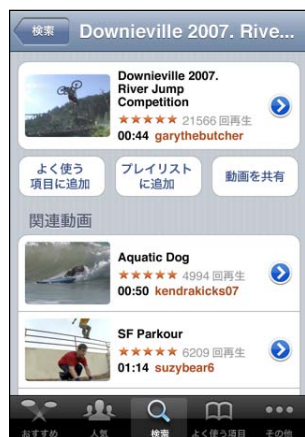 検索
Downieville 2007. Rive...
Downieville 2007.
River Jump
Competition
21566 回再生
00:44 garythebutcher
よく使う
項目に追加
プレイリスト
に追加
動画を共有
関連動画
Aquatic Dog
4994 回再生
00:50 kendrakicks07
SF Parkour
6209 回再生
01:14 suzybear6
おすすめ
人気
検索
よく使う項目
その他